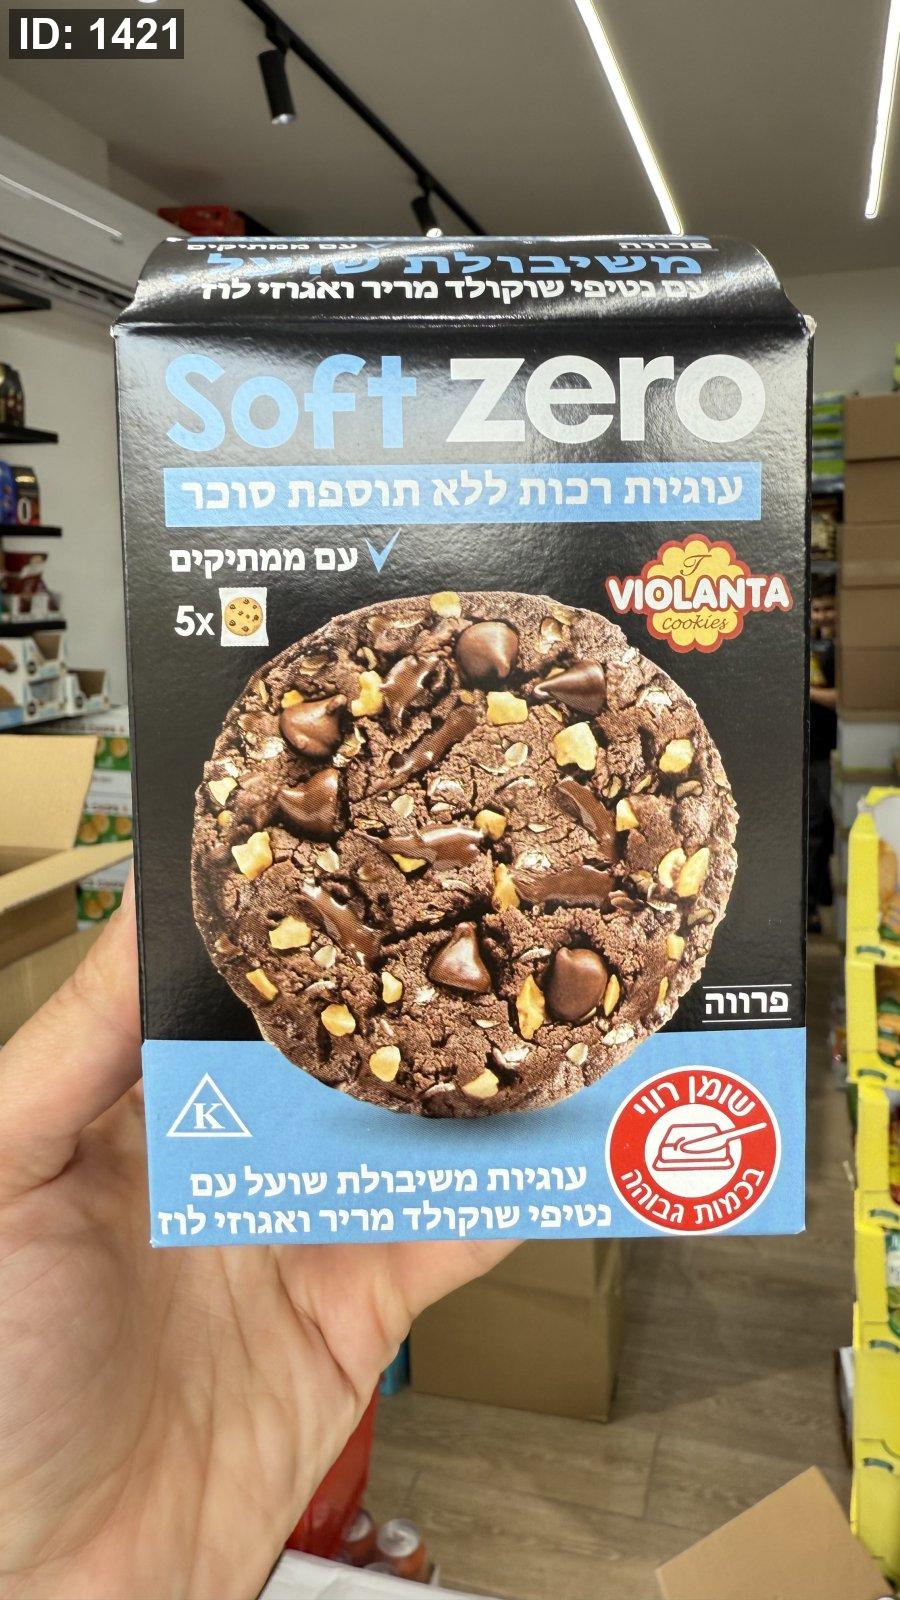 ID: 1421
עם ממתיקים
פרווה
משיבולת שועל
עם נטיפי שוקולד מריר ואגוזי לוז
Soft zero
עוגיות רכות ללא תוספת סוכר
עם ממתיקים
5x
VIOLANTA
cookies
פרווה
K
שומן רווי
בכמות גבוהה
עוגיות משיבולת שועל עם
נטיפי שוקולד מריר ואגוזי לוז